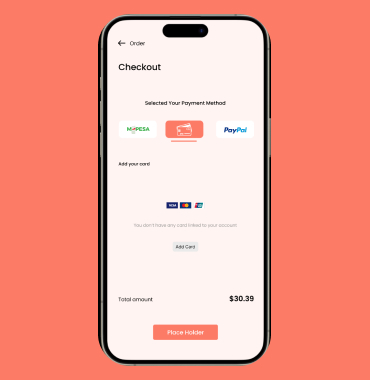 Order
Checkout
Selected Your Payment Method
M-PESA PayPal
Add your card
VISA
You don't have any card linked to your account
Add Card
Total amount $30.39
Place Holder